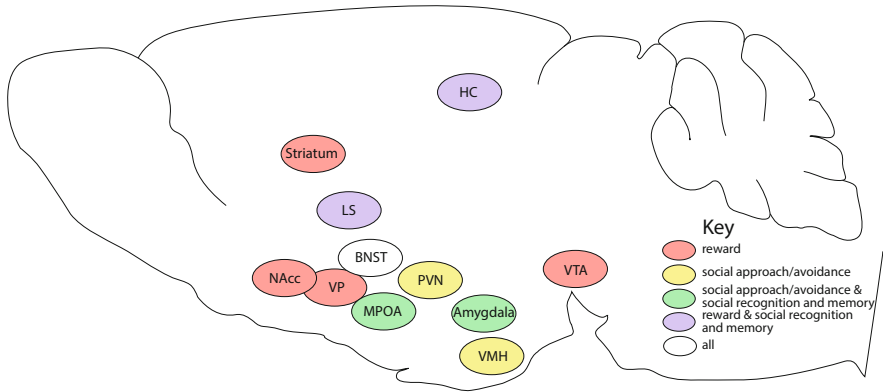 HC
Striatum
LS
BNST
NAcc
VP
PVN
VTA
MPOA
Amygdala
VMH
Key
reward
social approach/avoidance
social approach/avoidance &
social recognition and memory
reward & social recognition
and memory
all